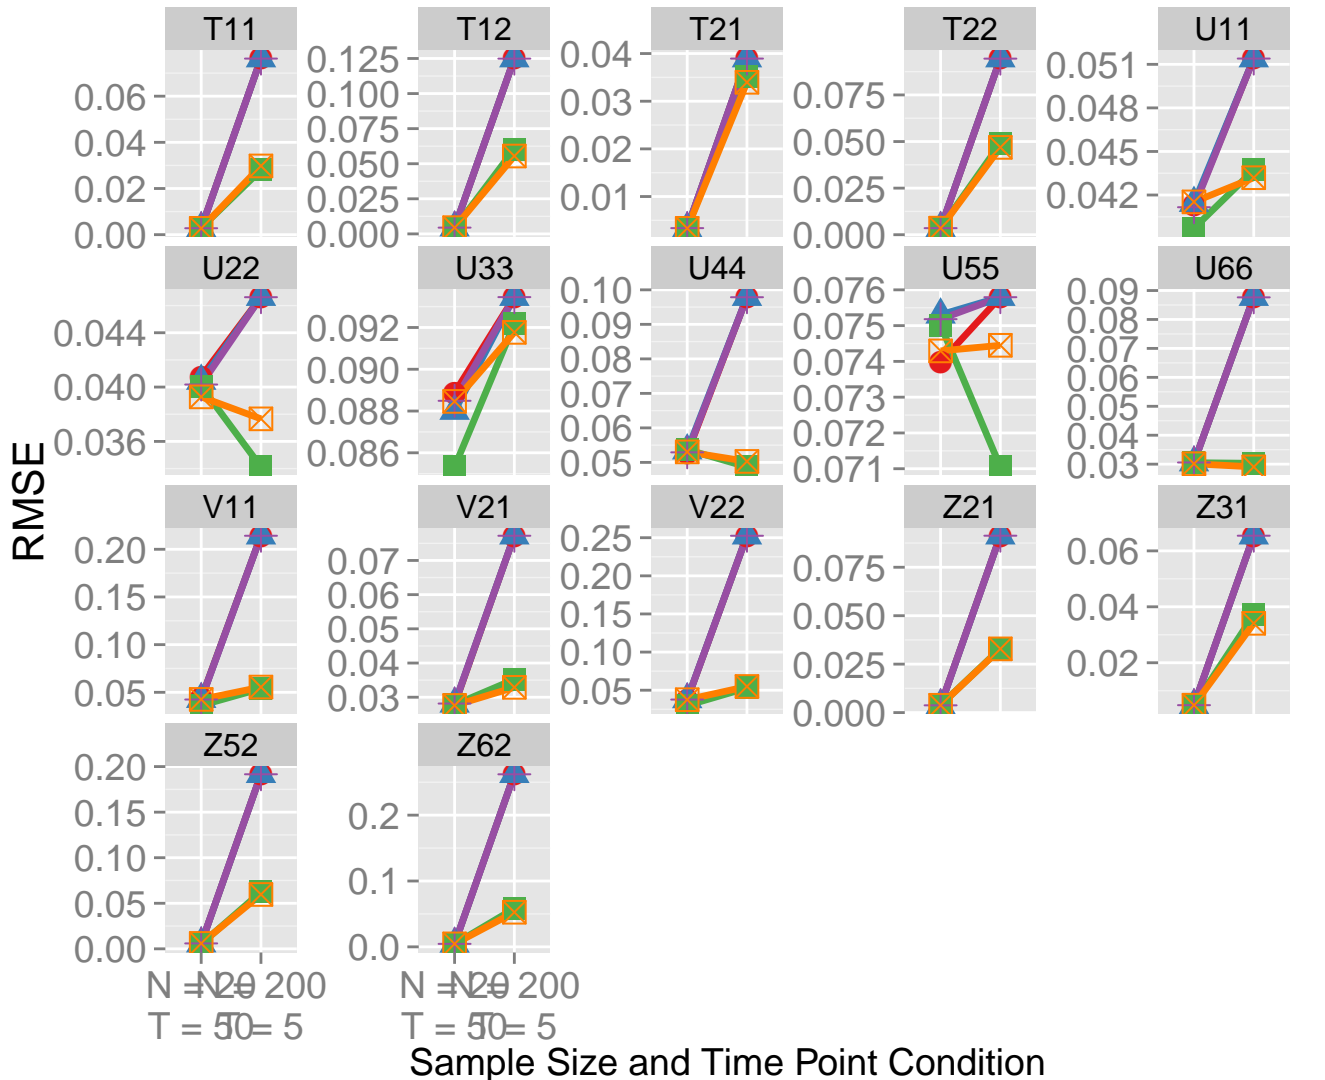 T11 T12 T21 T22 U11
0.06 0.04 0.02 0.00
0.125 0.100 0.075 0.050 0.025 0.000
0.04 0.03 0.02 0.01
0.075 0.050 0.025 0.000
0.051 0.048 0.045 0.042
U22 U33 U44 U55 U66
0.044 0.040 0.036
0.092 0.090 0.088 0.086
0.10 0.09 0.08 0.07 0.06 0.05
0.076 0.075 0.074 0.073 0.072 0.071
0.09 0.08 0.07 0.06 0.05 0.04 0.03
V11 V21 V22 Z21 Z31
0.20 0.15 0.10 0.05
0.07 0.06 0.05 0.04 0.03
0.25 0.20 0.15 0.10 0.05
0.075 0.050 0.025 0.000
0.06 0.04 0.02
Z52 Z62
0.20 0.15 0.10 0.05 0.00
0.2 0.1 0.0
N = 20 N = 200 N = 20 N = 200
T = 50 T = 5 T = 50 T = 5
RMSE
Sample Size and Time Point Condition